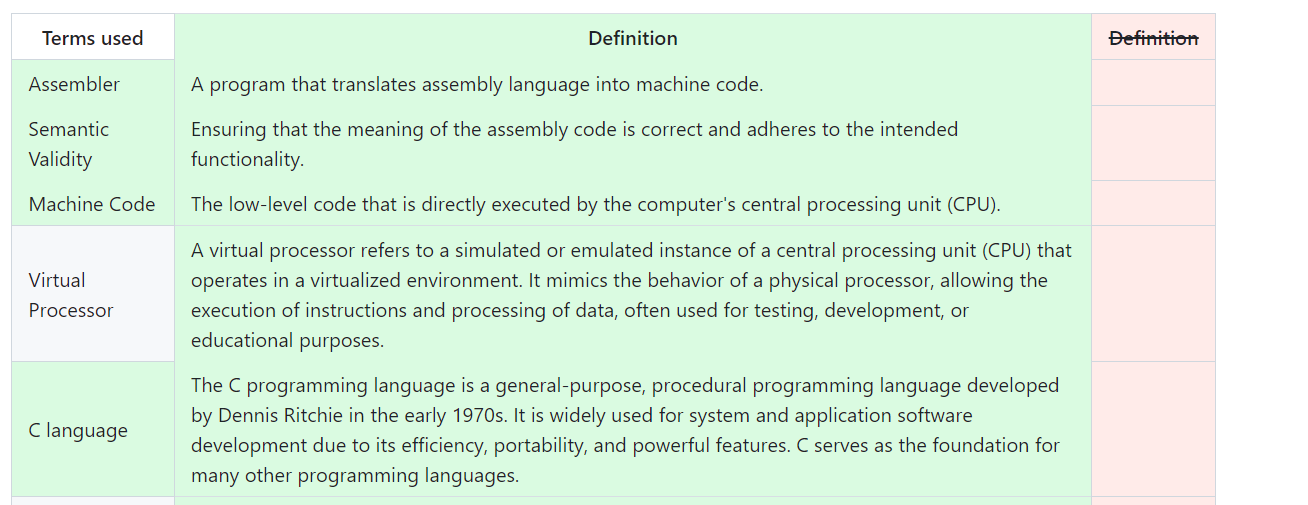 Terms used Definition Definition
Assembler A program that translates assembly language into machine code.
Semantic Validity
Ensuring that the meaning of the assembly code is correct and adheres to the intended
functionality.
Machine Code The low-level code that is directly executed by the computer's central processing unit (CPU).
Virtual
Processor
A virtual processor refers to a simulated or emulated instance of a central processing unit (CPU) that
operates in a virtualized environment. It mimics the behavior of a physical processor, allowing the
execution of instructions and processing of data, often used for testing, development, or
educational purposes.
C language
The C programming language is a general-purpose, procedural programming language developed
by Dennis Ritchie in the early 1970s. It is widely used for system and application software
development due to its efficiency, portability, and powerful features. C serves as the foundation for
many other programming languages.